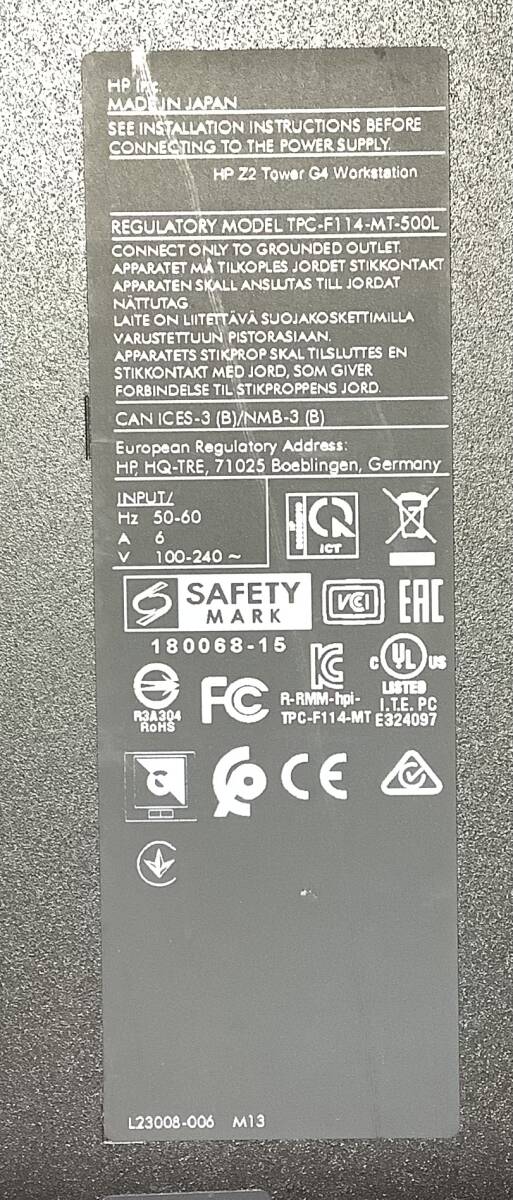 HP Inc.
MADE IN JAPAN
SEE INSTALLATION INSTRUCTIONS BEFORE
CONNECTING TO THE POWER SUPPLY.
HP Z2 Tower G4 Workstation
REGULATORY MODEL TPC-F114-MT-500L
CONNECT ONLY TO GROUNDED OUTLET.
APPARATET MÅ TILKOPLES JORDET STIKKONTAKT
APPARATEN SKALL ANSLUTAS TILL JORDAT
NÄTTUTAG
LAITE ON LIITETTÄVÄ SUOJAKOSKETTIMILLA
VARUSTETTUUN PISTORASIAAN.
APPARATETS STIKPROP SKAL TILSLUTTES EN
STIKKONTAKT MED JORD, SOM GIVER
FORBINDELSE TIL STIKPROPPENS JORD.
CAN ICES-3 (B)/NMB-3 (B)
European Regulatory Address:
HP, HQ-TRE, 71025 Boeblingen, Germany
INPUT/
Hz 50-60
A 6
V 100-240 ~
ICT
SAFETY
MARK
VCI
EAC
180068-15
C UL US
LISTED
I.T.E. PC
E324097
R3A304
RoHS
FC
R-RMM-hpi-
TPC-F114-MT
CE
L23008-006 M13